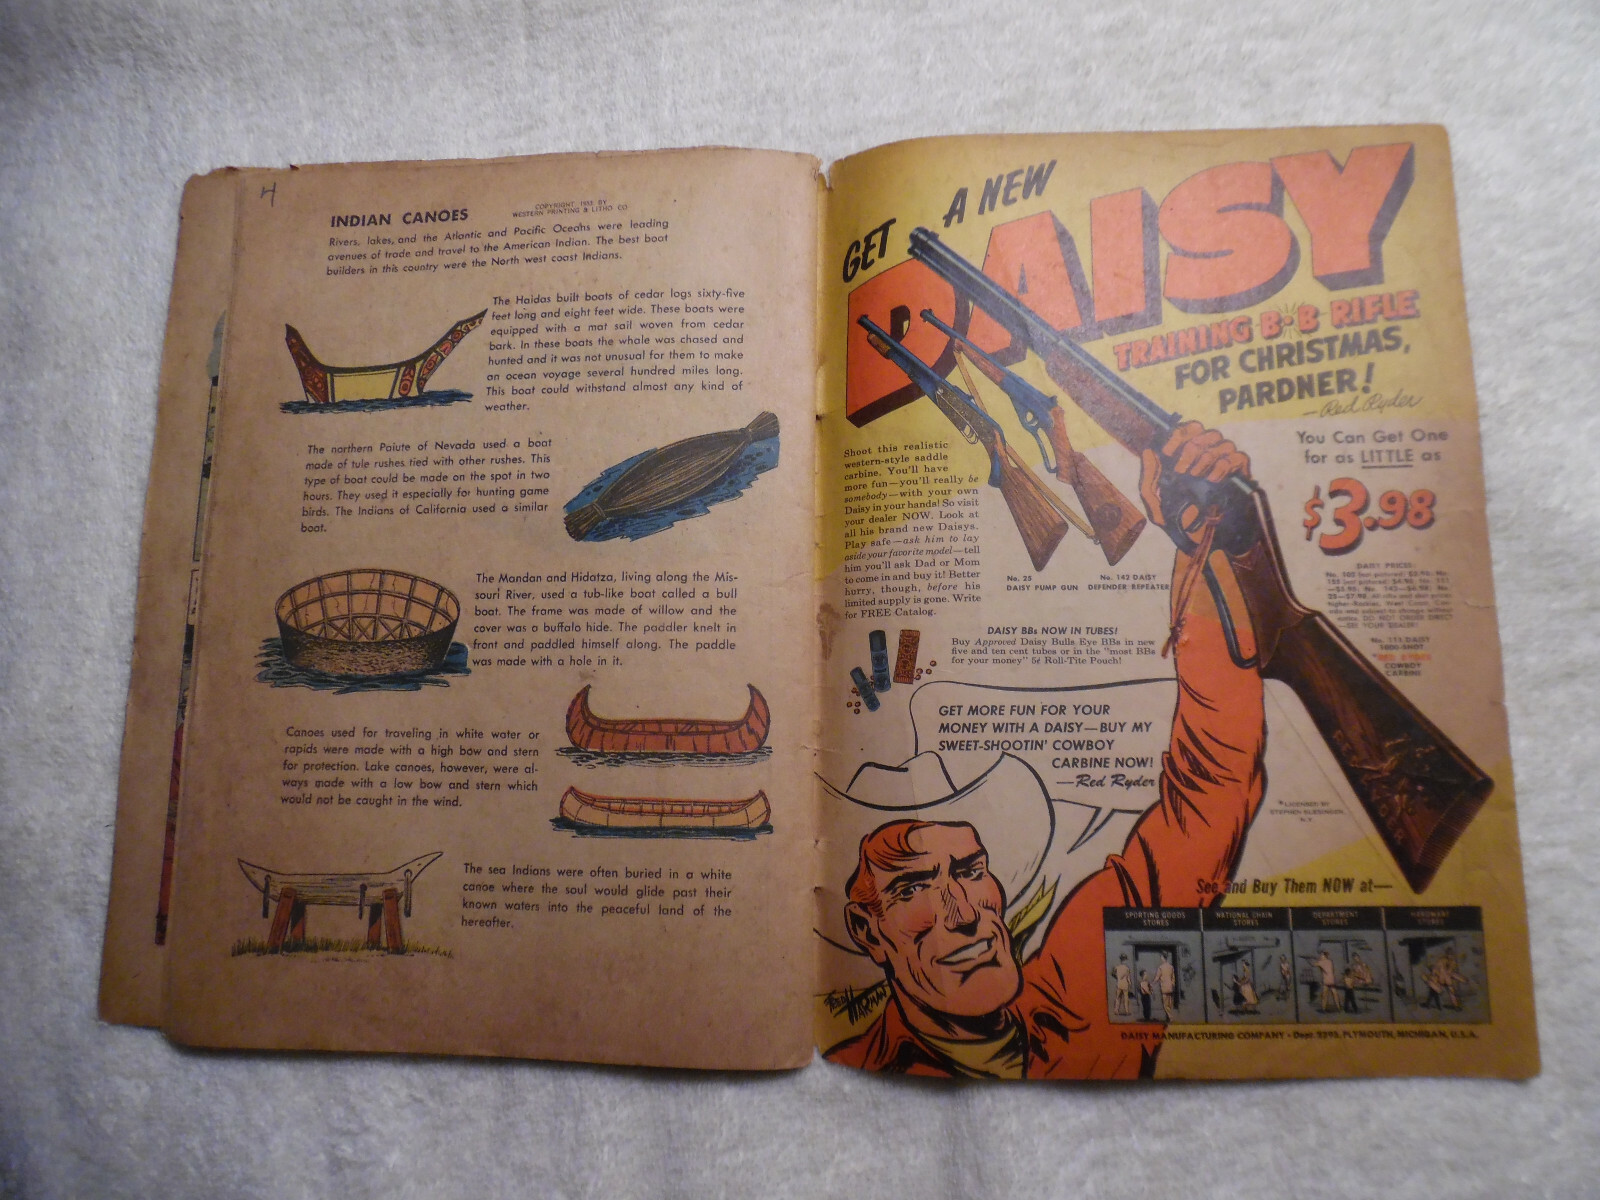 4
INDIAN CANOES
COPYRIGHT 1953 BY
WESTERN PRINTING & LITHO CO
Rivers, lakes, and the Atlantic and Pacific Oceans were leading
avenues of trade and travel to the American Indian. The best boat
builders in this country were the North west coast Indians.
The Haidas built boats of cedar logs sixty-five
feet long and eight feet wide. These boats were
equipped with a mat sail woven from cedar
bark. In these boats the whale was chased and
hunted and it was not unusual for them to make
an ocean voyage several hundred miles long.
This boat could withstand almost any kind of
weather.
The northern Paiute of Nevada used a boat
made of tule rushes tied with other rushes. This
type of boat could be made on the spot in two
hours. They used it especially for hunting game
birds. The Indians of California used a similar
boat.
The Mandan and Hidatza, living along the Mis-
souri River, used a tub-like boat called a bull
boat. The frame was made of willow and the
cover was a buffalo hide. The paddler knelt in
front and paddled himself along. The paddle
was made with a hole in it.
Canoes used for traveling in white water or
rapids were made with a high bow and stern
for protection. Lake canoes, however, were al-
ways made with a low bow and stern which
would not be caught in the wind.
The sea Indians were often buried in a white
canoe where the soul would glide past their
known waters into the peaceful land of the
hereafter.
GET A NEW
DAISY
TRAINING B•B RIFLE
FOR CHRISTMAS,
PARDNER!
—Red Ryder
You Can Get One
for as LITTLE as
$3.98
Shoot this realistic
western-style saddle
carbine. You'll have
more fun—you'll really be
somebody—with your own
Daisy in your hands! So visit
your dealer NOW. Look at
all his brand new Daisys.
Play safe—ask him to lay
aside your favorite model—tell
him you'll ask Dad or Mom
to come in and buy it! Better
hurry, though, before his
limited supply is gone. Write
for FREE Catalog.
No. 25
DAISY PUMP GUN
No. 142 DAISY
DEFENDER REPEATER
DAISY PRICES:
—SEE YOUR DEALER!
No. 111 DAISY
1000-SHOT
*RED RYDER
COWBOY
CARBINE
DAISY BBs NOW IN TUBES!
Buy Approved Daisy Bulls Eye BBs in new
five and ten cent tubes or in the "most BBs
for your money" 5¢ Roll-Tite Pouch!
GET MORE FUN FOR YOUR
MONEY WITH A DAISY—BUY MY
SWEET-SHOOTIN' COWBOY
CARBINE NOW!
—Red Ryder
RED RYDER
*LICENSED BY
STEPHEN SLESINGER,
N.Y.
See and Buy Them NOW at—
SPORTING GOODS
STORES
NATIONAL CHAIN
STORES
DEPARTMENT
STORES
HARDWARE
STORES
FRED HARMAN
DAISY MANUFACTURING COMPANY • Dept. 2293, PLYMOUTH, MICHIGAN, U.S.A.